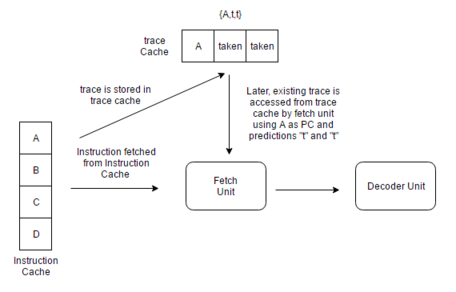 {A,t,t}
trace
Cache
A
taken
taken
trace is stored in
trace cache
Later, existing trace is
accessed from trace
cache by fetch unit
using A as PC and
predictions "t" and "t"
A
B
C
D
Instruction fetched
from Instruction
Cache
Fetch
Unit
Decoder Unit
Instruction
Cache